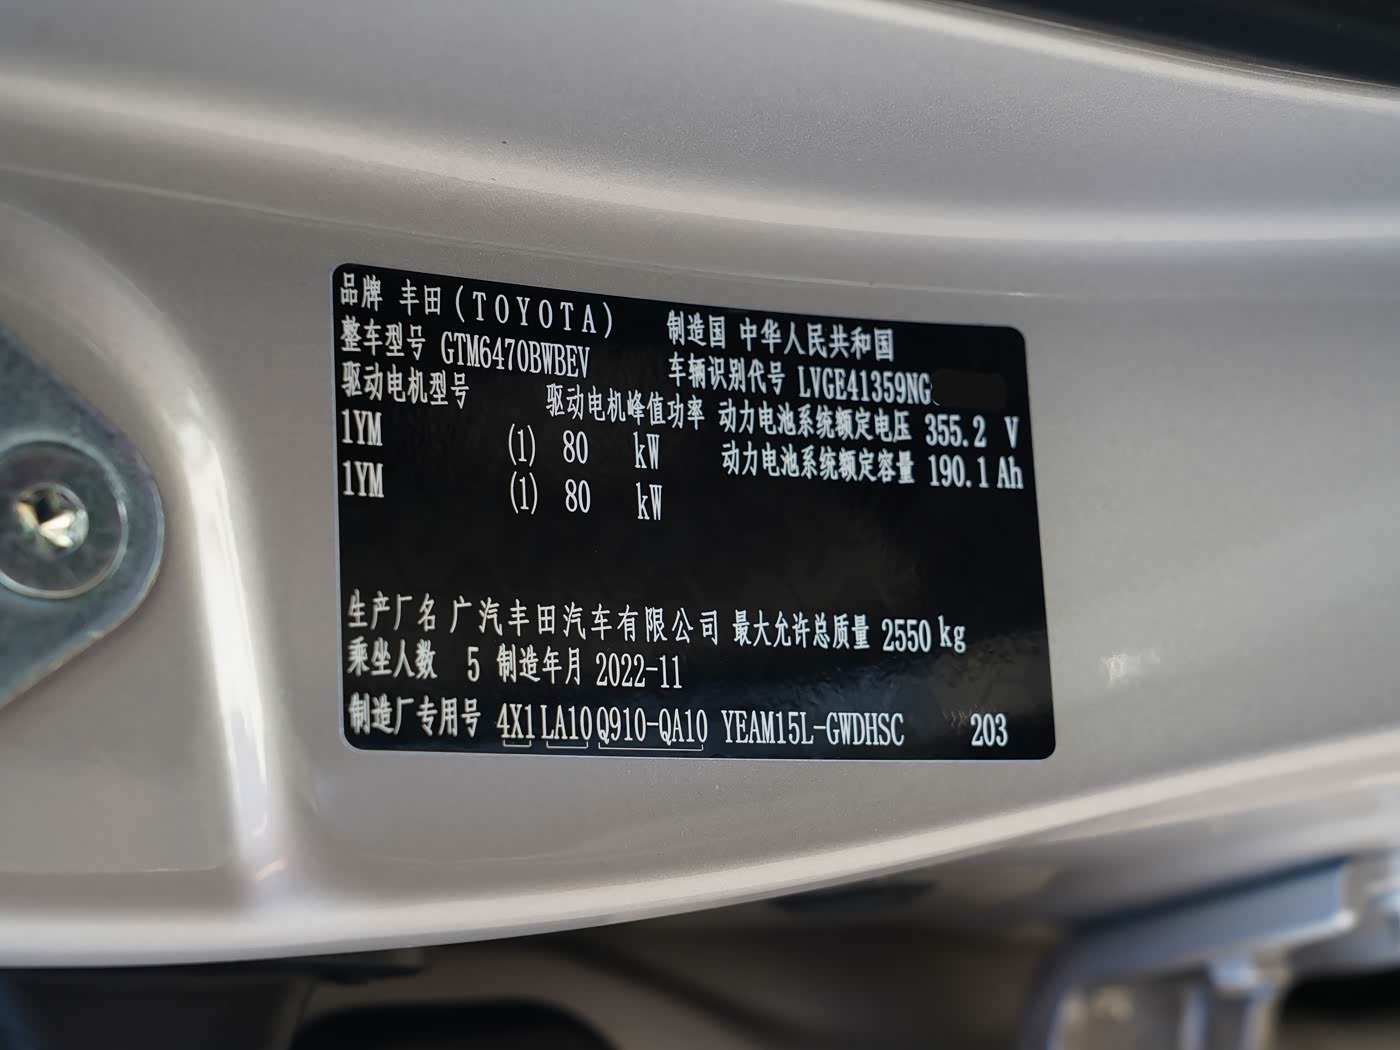 品牌 丰田(TOYOTA) 制造国 中华人民共和国
整车型号 GTM6470BWBEV 车辆识别代号 LVGE41359NG
驱动电机型号 驱动电机峰值功率 动力电池系统额定电压 355.2 V
1YM (1) 80 kW 动力电池系统额定容量 190.1 Ah
1YM (1) 80 kW
生产厂名 广汽丰田汽车有限公司 最大允许总质量 2550 kg
乘坐人数 5 制造年月 2022-11
制造厂专用号 4X1 LA10 Q910-QA10 YEAM15L-GWDHSC 203